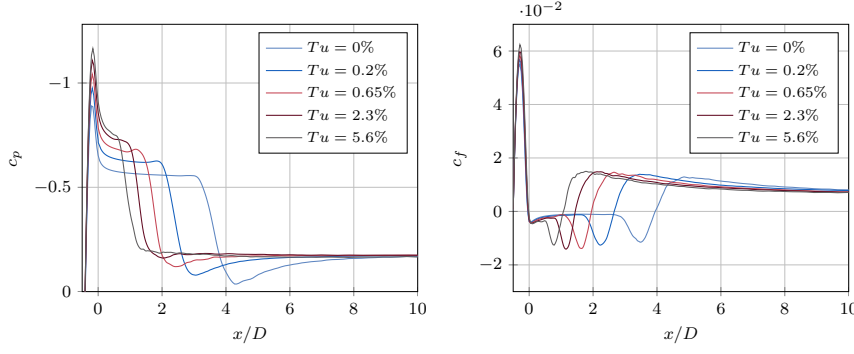 Tu = 0%
Tu = 0.2%
Tu = 0.65%
Tu = 2.3%
Tu = 5.6%
−1
−0.5
0
c_p
0 2 4 6 8 10
x/D
·10⁻²
Tu = 0%
Tu = 0.2%
Tu = 0.65%
Tu = 2.3%
Tu = 5.6%
6
4
2
0
−2
c_f
0 2 4 6 8 10
x/D